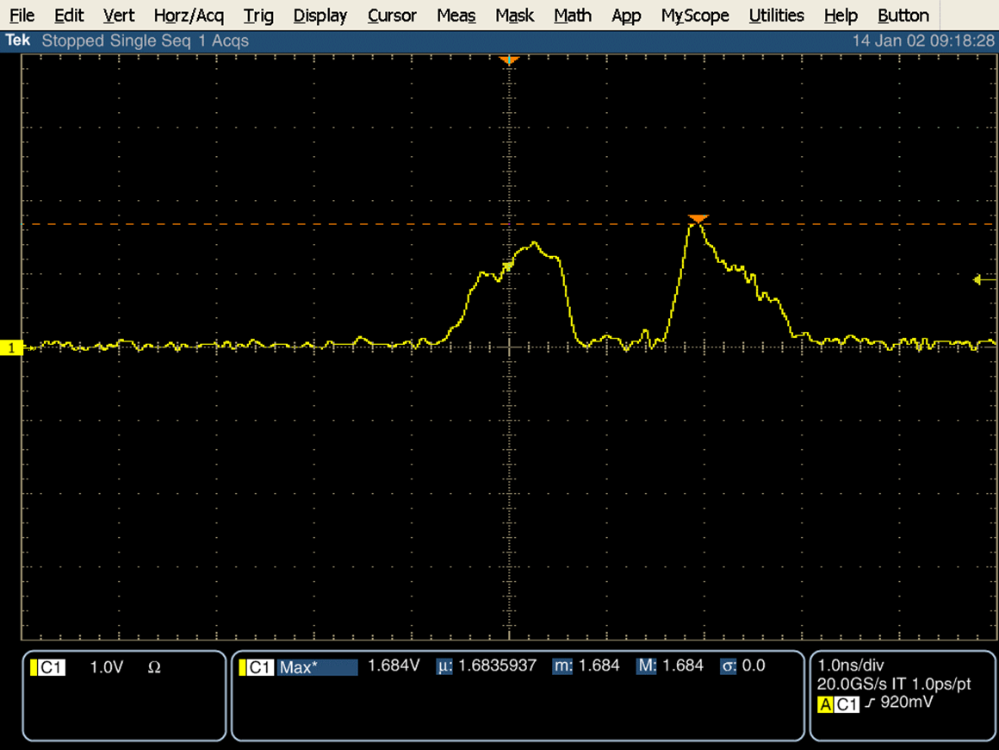 File Edit Vert Horz/Acq Trig Display Cursor Meas Mask Math App MyScope Utilities Help Button
Tek Stopped Single Seq 1 Acqs 14 Jan 02 09:18:28
1
C1 1.0V Ω
C1 Max* 1.684V µ: 1.6835937 m: 1.684 M: 1.684 σ: 0.0
1.0ns/div
20.0GS/s IT 1.0ps/pt
A C1 ƒ 920mV